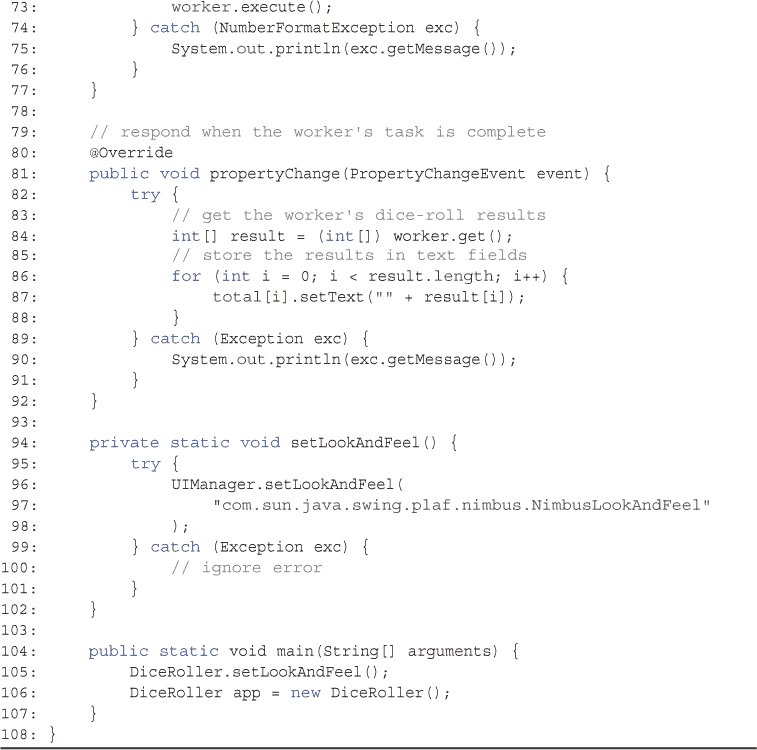 73:             worker.execute();
74:         } catch (NumberFormatException exc) {
75:             System.out.println(exc.getMessage());
76:         }
77:     }
78:
79:     // respond when the worker's task is complete
80:     @Override
81:     public void propertyChange(PropertyChangeEvent event) {
82:         try {
83:             // get the worker's dice-roll results
84:             int[] result = (int[]) worker.get();
85:             // store the results in text fields
86:             for (int i = 0; i < result.length; i++) {
87:                 total[i].setText("" + result[i]);
88:             }
89:         } catch (Exception exc) {
90:             System.out.println(exc.getMessage());
91:         }
92:     }
93:
94:     private static void setLookAndFeel() {
95:         try {
96:             UIManager.setLookAndFeel(
97:                 "com.sun.java.swing.plaf.nimbus.NimbusLookAndFeel"
98:             );
99:         } catch (Exception exc) {
100:             // ignore error
101:         }
102:     }
103:
104:     public static void main(String[] arguments) {
105:         DiceRoller.setLookAndFeel();
106:         DiceRoller app = new DiceRoller();
107:     }
108: }